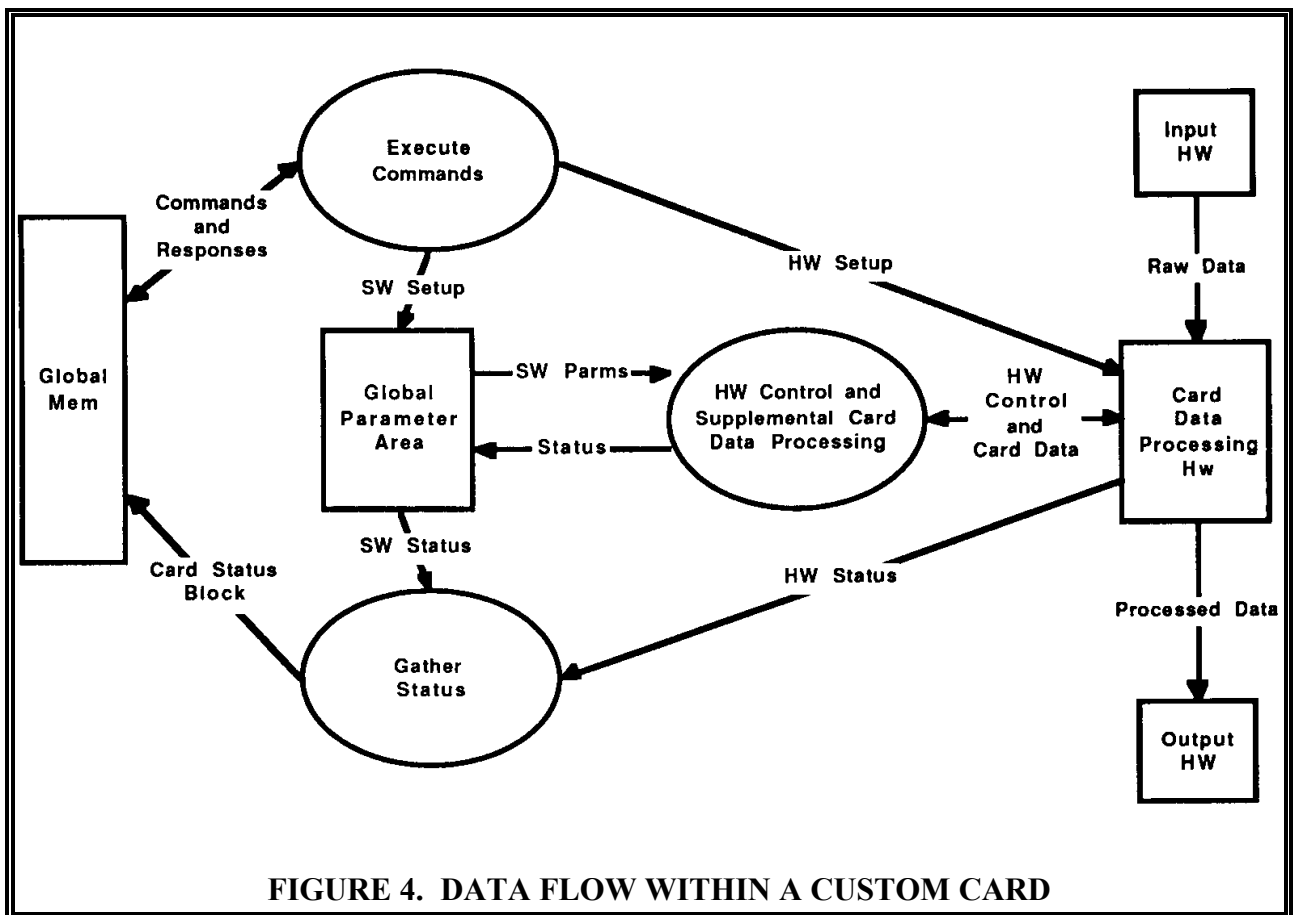 Execute
Commands
Input
HW
Commands
and
Responses
HW Setup
Raw Data
SW Setup
Global
Mem
Global
Parameter
Area
SW Parms
Status
HW Control and
Supplemental Card
Data Processing
HW
Control
and
Card Data
Card
Data
Processing
Hw
SW Status
Card Status
Block
HW Status
Processed Data
Gather
Status
Output
HW
FIGURE 4. DATA FLOW WITHIN A CUSTOM CARD